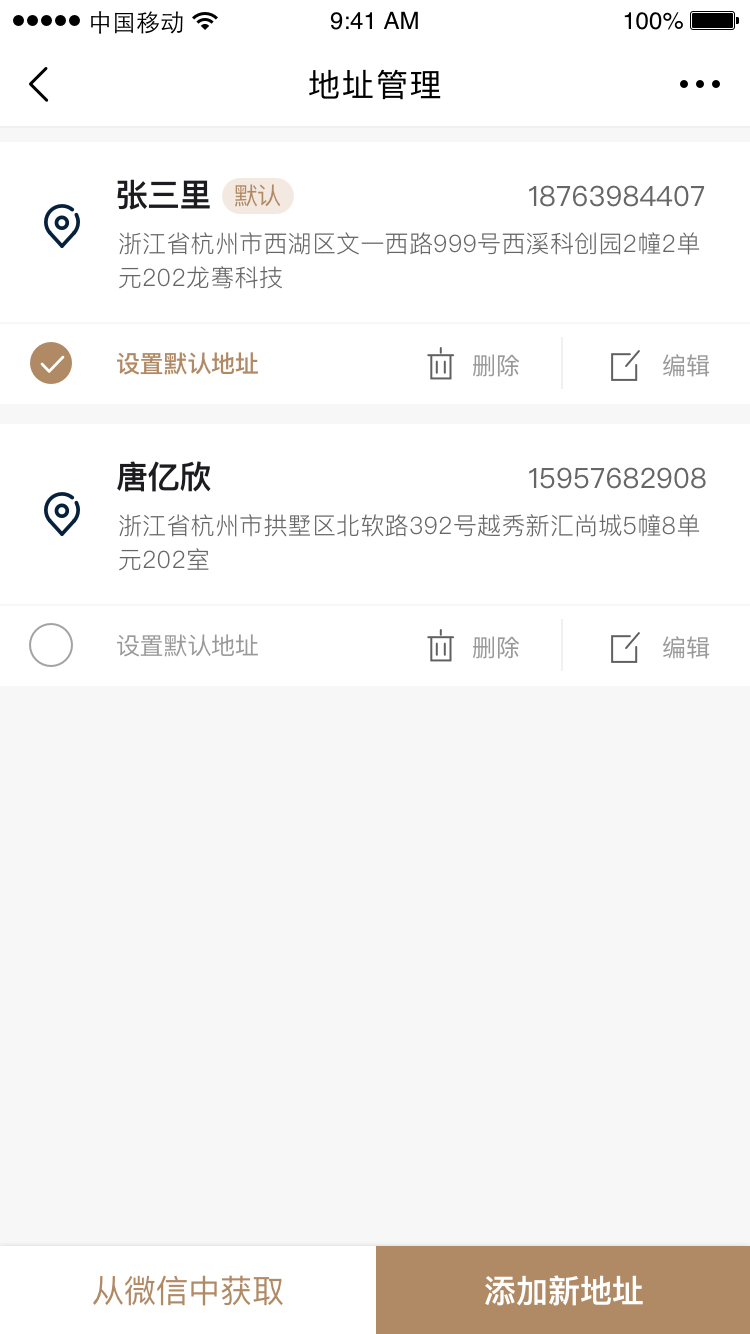 中国移动 9:41 AM 100%
地址管理
张三里 默认 18763984407
浙江省杭州市西湖区文一西路999号西溪科创园2幢2单
元202龙骞科技
设置默认地址 删除 编辑
唐亿欣 15957682908
浙江省杭州市拱墅区北软路392号越秀新汇尚城5幢8单
元202室
设置默认地址 删除 编辑
从微信中获取 添加新地址